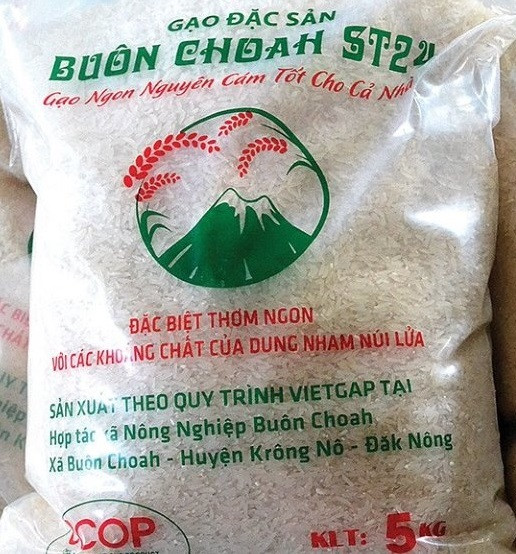 GẠO ĐẶC SẢN
BUÔN CHOAH ST24
Gạo Ngon Nguyên Cám Tốt Cho Cả Nhà
ĐẶC BIỆT THƠM NGON
VỚI CÁC KHOÁNG CHẤT CỦA DUNG NHAM NÚI LỬA
SẢN XUẤT THEO QUY TRÌNH VIETGAP TẠI
Hợp tác xã Nông Nghiệp Buôn Choah
Xã Buôn Choah - Huyện Krông Nô - Đăk Nông
OCOP
KLT: 5 KG